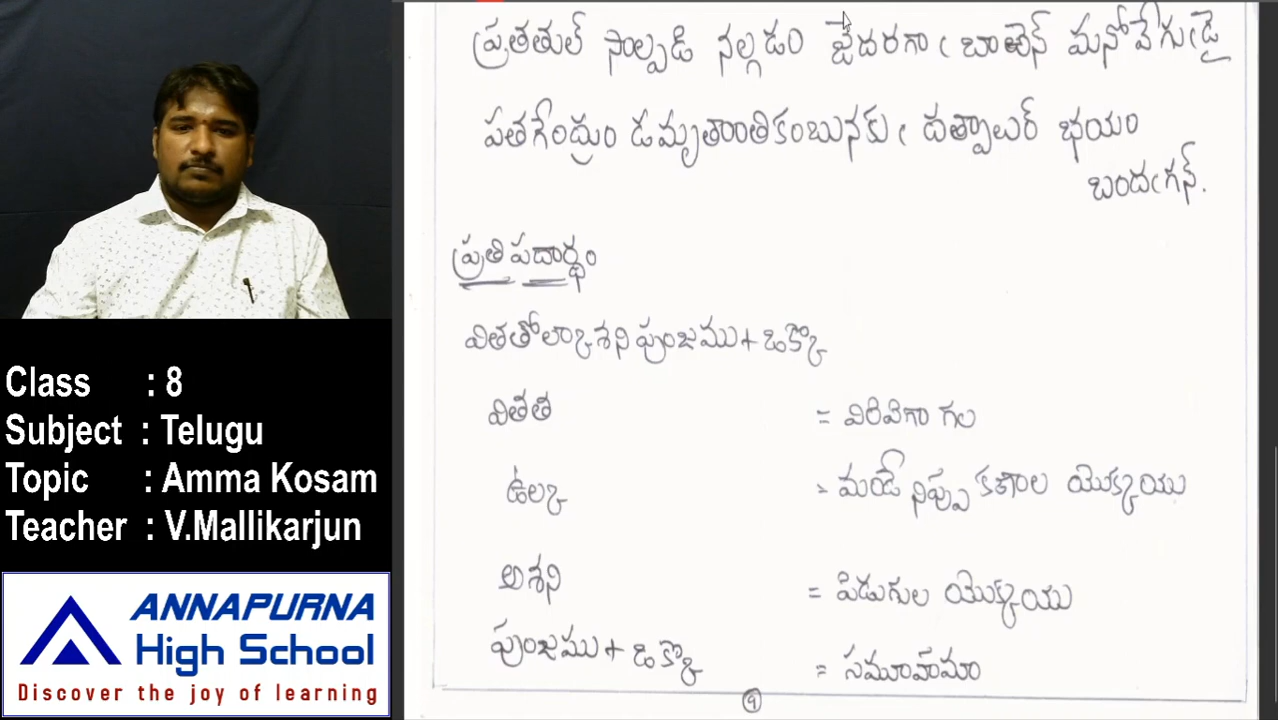 ప్రతతుల్ సొల్పడి నల్గడం జెదరగాఁ బాఱెన్ మనోవేగుఁడై
పతగేంద్రుం డమృతాంతికంబునకుఁ దత్పాలుర్ భయం
బందఁగన్.
ప్రతి పదార్థం
వితతోల్కాశని పుంజము + ఒక్కొ
వితత = విరివిగా గల
ఉల్క = మండే నిప్పు కణాల యొక్కయు
అశని = పిడుగుల యొక్కయు
పుంజము + ఒక్కొ = సమూహమాం
9
Class : 8
Subject : Telugu
Topic : Amma Kosam
Teacher : V.Mallikarjun
ANNAPURNA
High School
Discover the joy of learning